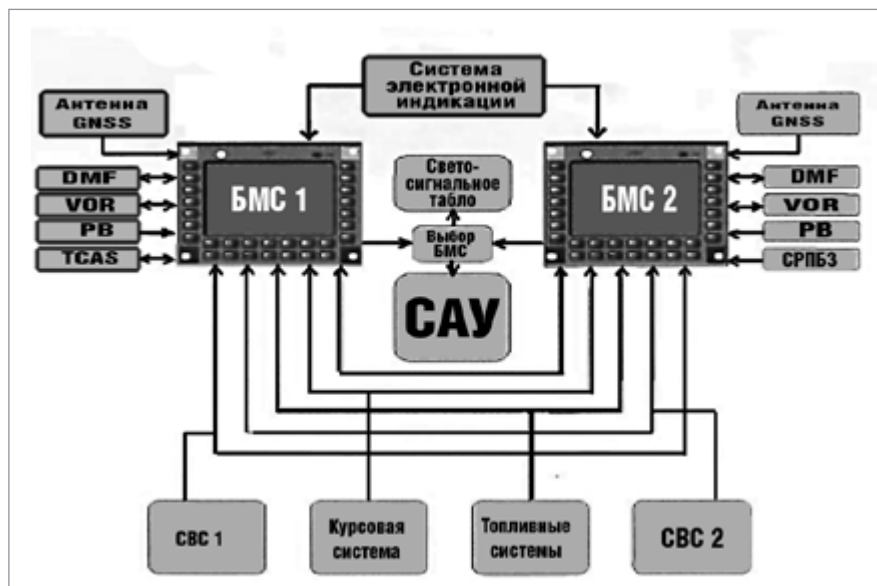 Система
электронной
индикации
Антенна
GNSS
Антенна
GNSS
DMF
VOR
РВ
TCAS
БМС 1
Свето-
сигнальное
табло
Выбор
БМС
САУ
БМС 2
DMF
VOR
РВ
СРПБЗ
СВС 1
Курсовая
система
Топливные
системы
СВС 2